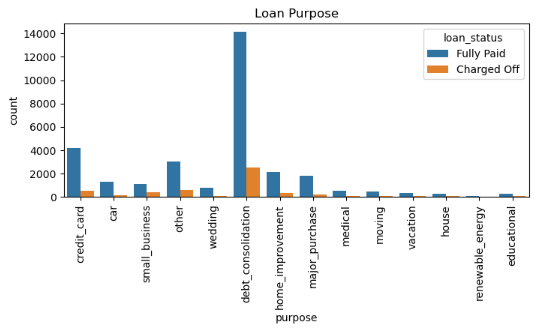 Loan Purpose
loan_status
Fully Paid
Charged Off
count
14000
12000
10000
8000
6000
4000
2000
0
credit_card
car
small_business
other
wedding
debt_consolidation
home_improvement
major_purchase
medical
moving
vacation
house
renewable_energy
educational
purpose